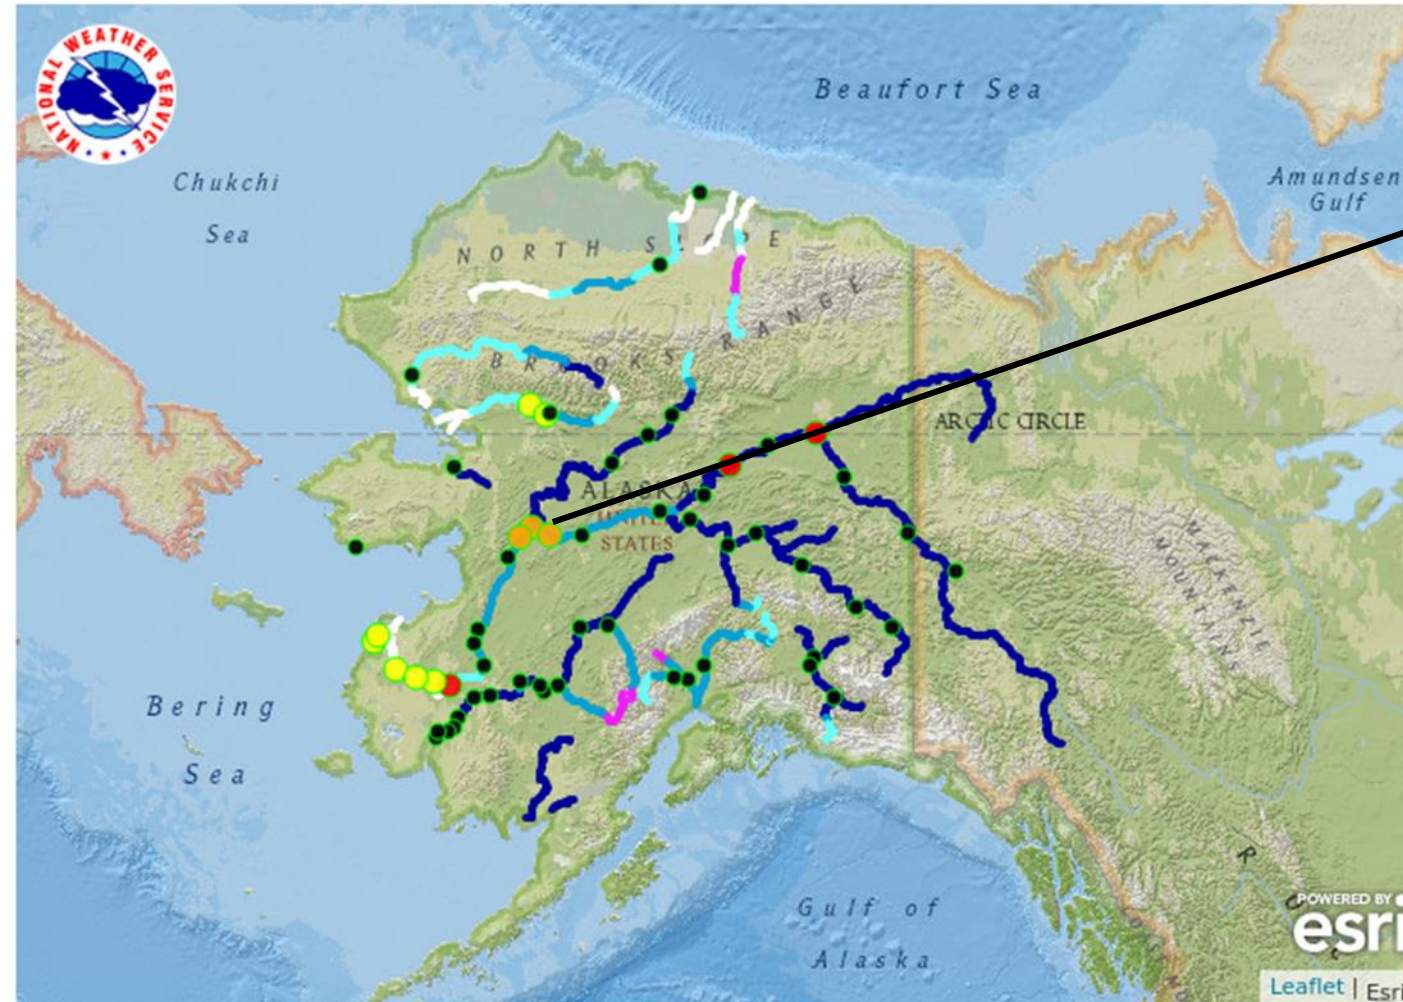 NATIONAL WEATHER SERVICE
Beaufort Sea
Chukchi
Sea
Amundsen
Gulf
NORTH SLOPE
BROOKS RANGE
ARCTIC CIRCLE
ALASKA
UNITED
STATES
MACKENZIE
MOUNTAINS
Bering
Sea
Gulf of
Alaska
R
POWERED BY
esri
Leaflet | Esri